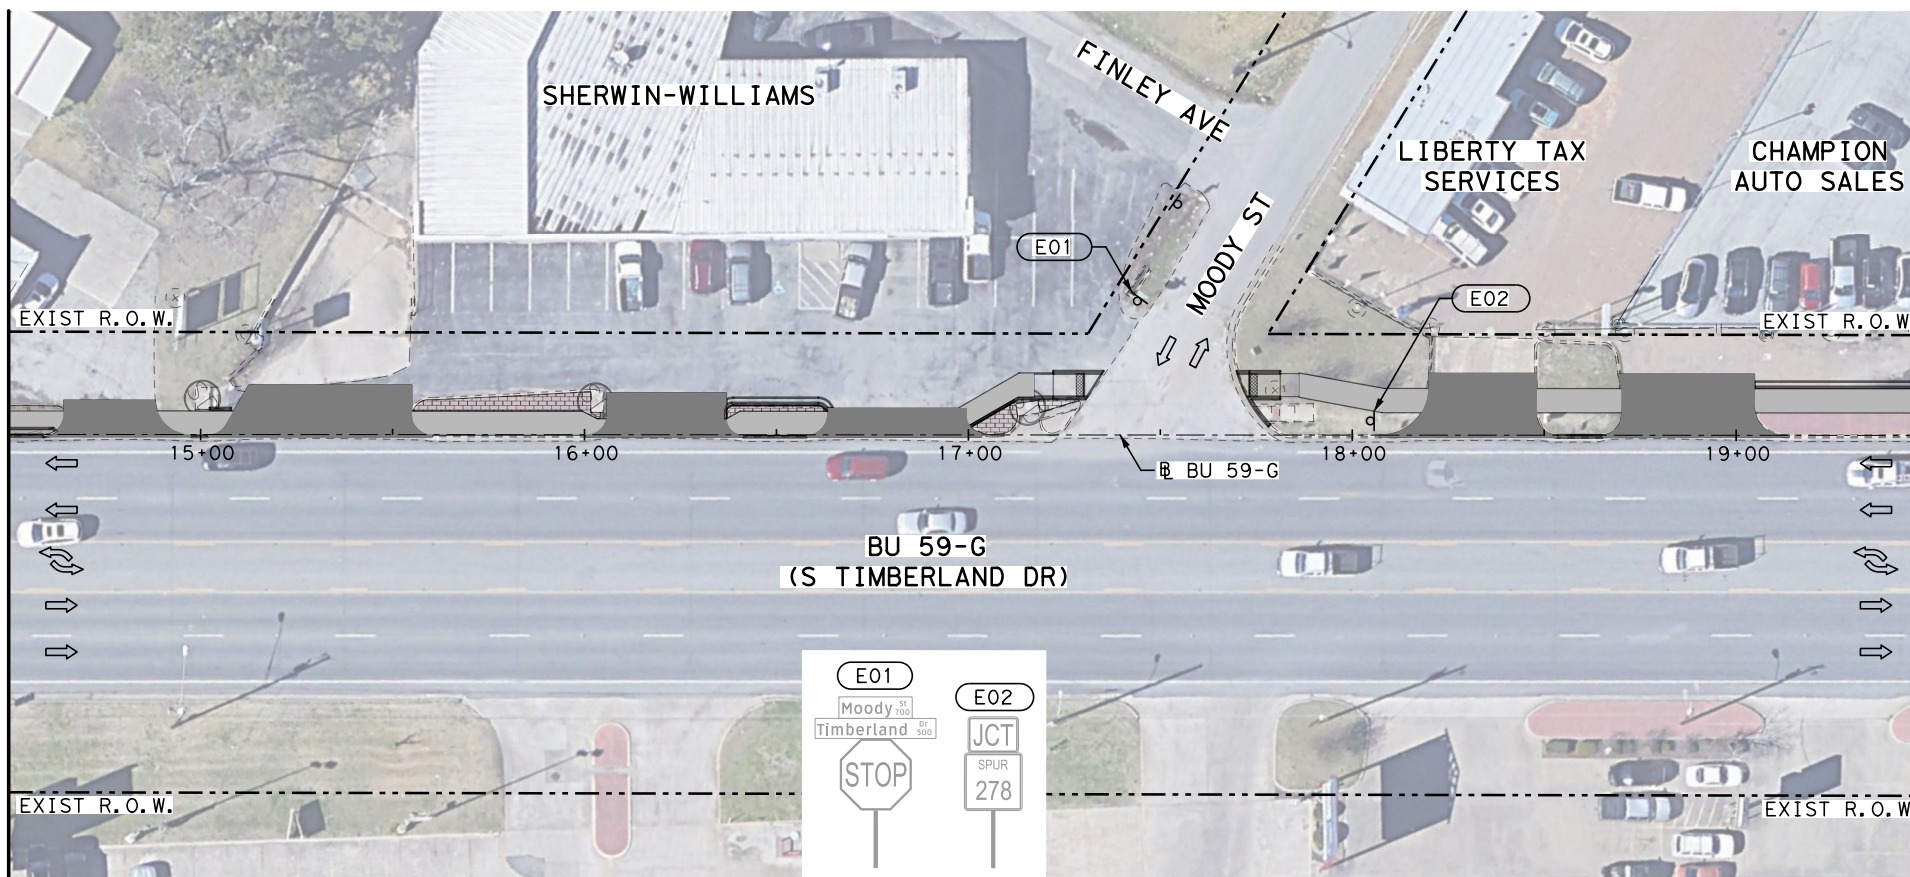 FINLEY AVE
SHERWIN-WILLIAMS
LIBERTY TAX
SERVICES
CHAMPION
AUTO SALES
MOODY ST
E01
E02
EXIST R.O.W.
EXIST R.O.W
15+00
16+00
17+00
18+00
19+00
BU 59-G
BU 59-G
(S TIMBERLAND DR)
E01
Moody St 700
Timberland Dr 500
STOP
E02
JCT
SPUR
278
EXIST R.O.W.
EXIST R.O.W